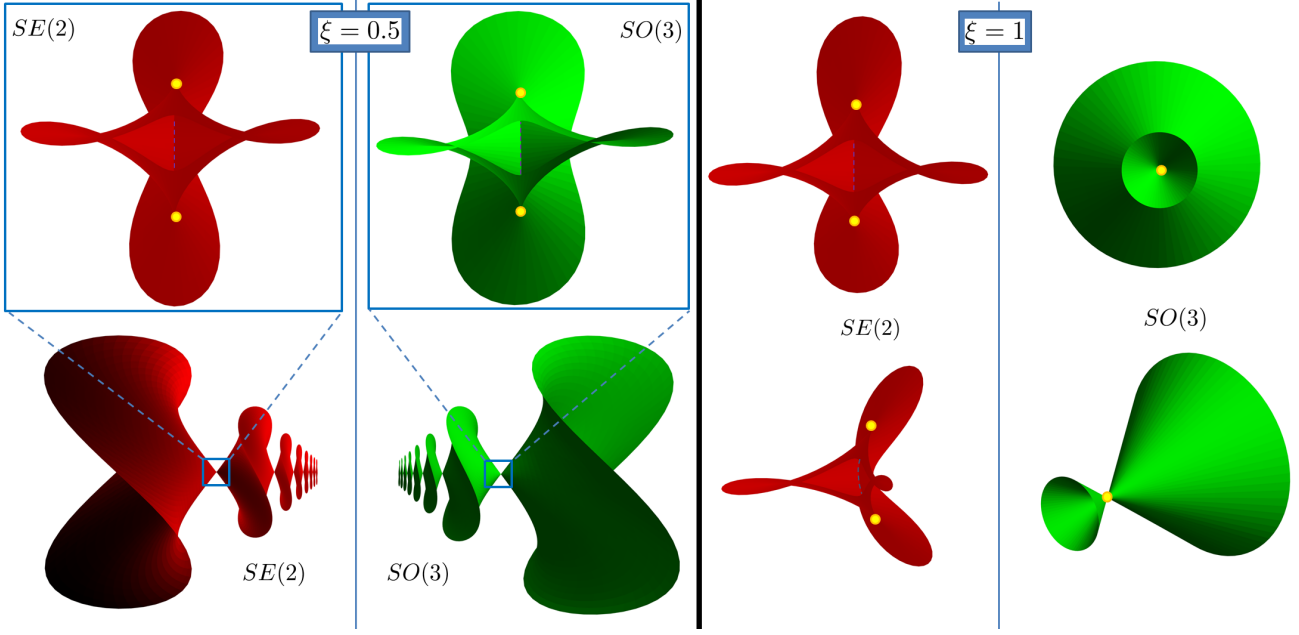 SE(2)
ξ = 0.5
SO(3)
ξ = 1
SE(2)
SO(3)
SE(2)
SO(3)